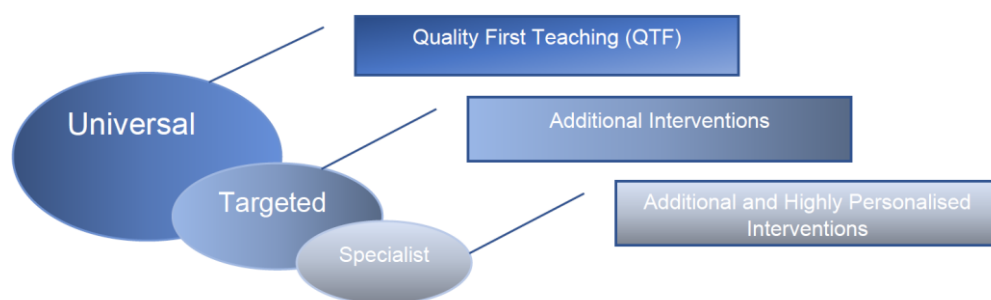 Quality First Teaching (QTF)
Universal
Additional Interventions
Targeted
Additional and Highly Personalised
Interventions
Specialist